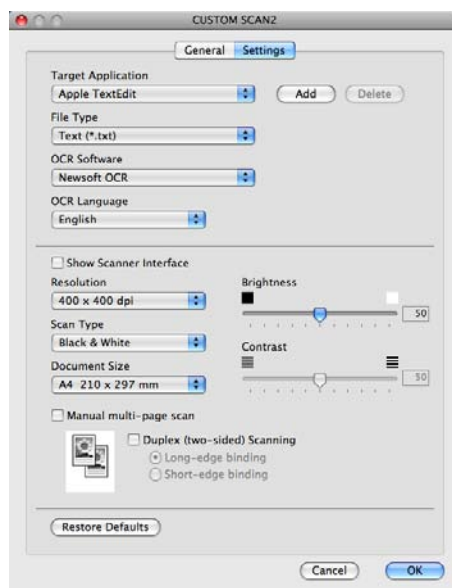 CUSTOM SCAN2
General Settings
Target Application
Apple TextEdit Add Delete
File Type
Text (*.txt)
OCR Software
Newsoft OCR
OCR Language
English
Show Scanner Interface
Resolution
400 x 400 dpi
Scan Type
Black & White
Document Size
A4 210 x 297 mm
Brightness
50
Contrast
50
Manual multi-page scan
Duplex (two-sided) Scanning
Long-edge binding
Short-edge binding
Restore Defaults
Cancel OK